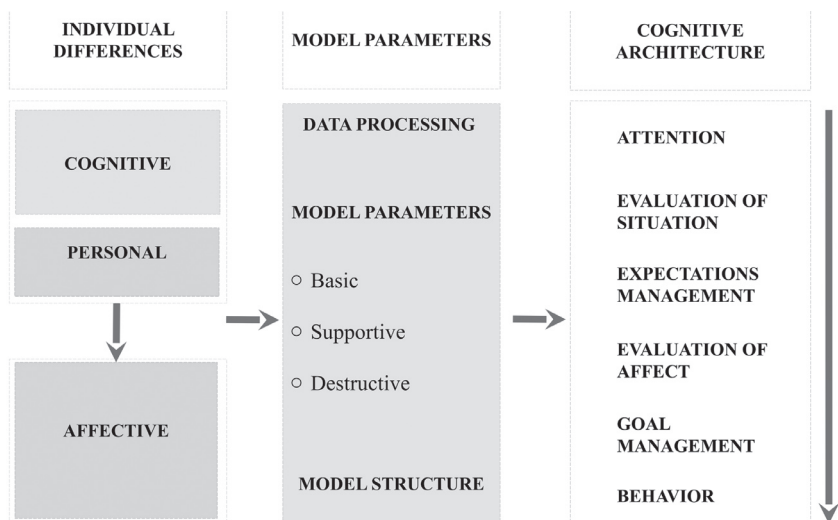 INDIVIDUAL
DIFFERENCES
COGNITIVE
PERSONAL
AFFECTIVE
MODEL PARAMETERS
DATA PROCESSING
MODEL PARAMETERS
Basic
Supportive
Destructive
MODEL STRUCTURE
COGNITIVE
ARCHITECTURE
ATTENTION
EVALUATION OF
SITUATION
EXPECTATIONS
MANAGEMENT
EVALUATION OF
AFFECT
GOAL
MANAGEMENT
BEHAVIOR